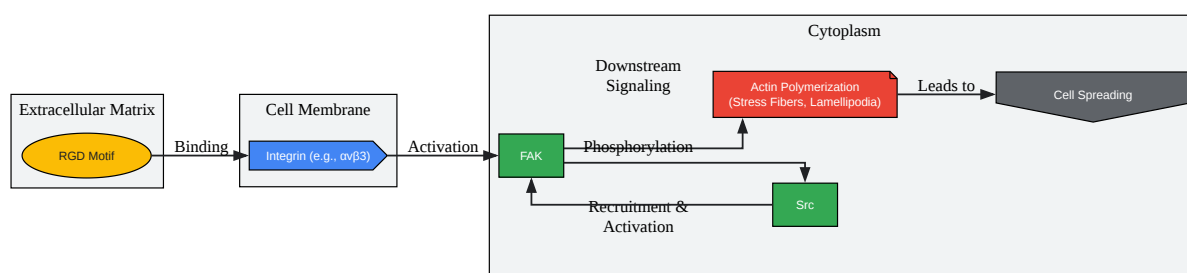 Extracellular Matrix
RGD Motif
Binding
Cell Membrane
Integrin (e.g., αvβ3)
Activation
Cytoplasm
FAK
Downstream
Signaling
Phosphorylation
Actin Polymerization
(Stress Fibers, Lamellipodia)
Leads to
Cell Spreading
Src
Recruitment &
Activation